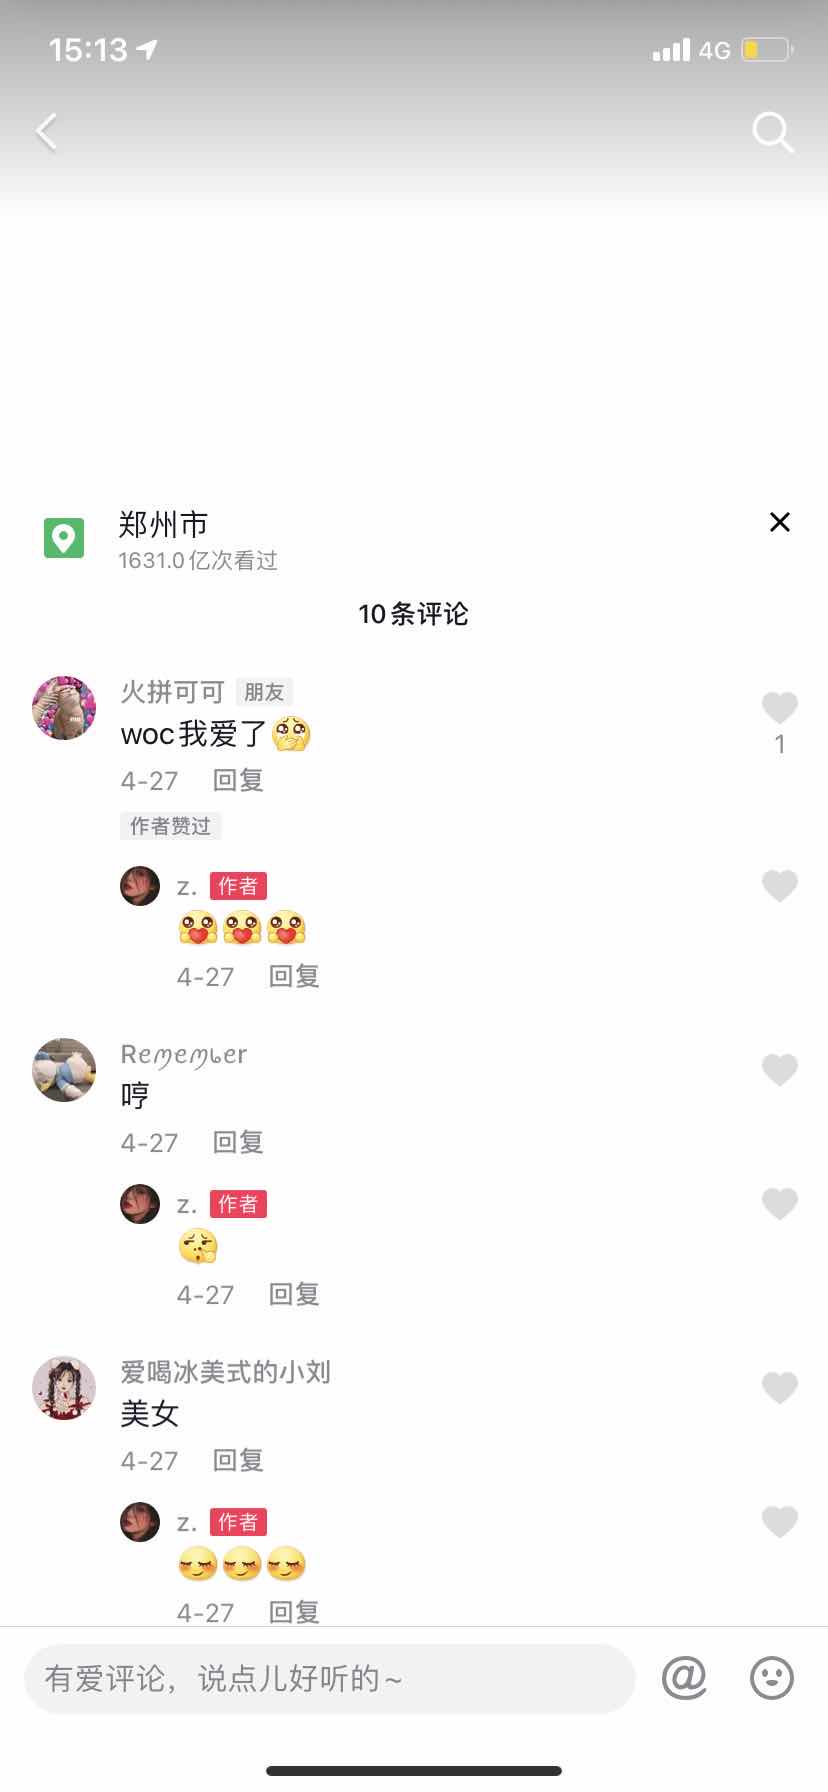 15:13
4G
郑州市
1631.0亿次看过
10条评论
火拼可可 朋友
woc我爱了
1
4-27 回复
作者赞过
z. 作者
4-27 回复
Remember
哼
4-27 回复
z. 作者
4-27 回复
爱喝冰美式的小刘
美女
4-27 回复
z. 作者
4-27 回复
有爱评论，说点儿好听的~
@